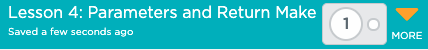 Lesson 4: Parameters and Return Make
Saved a few seconds ago
1
MORE